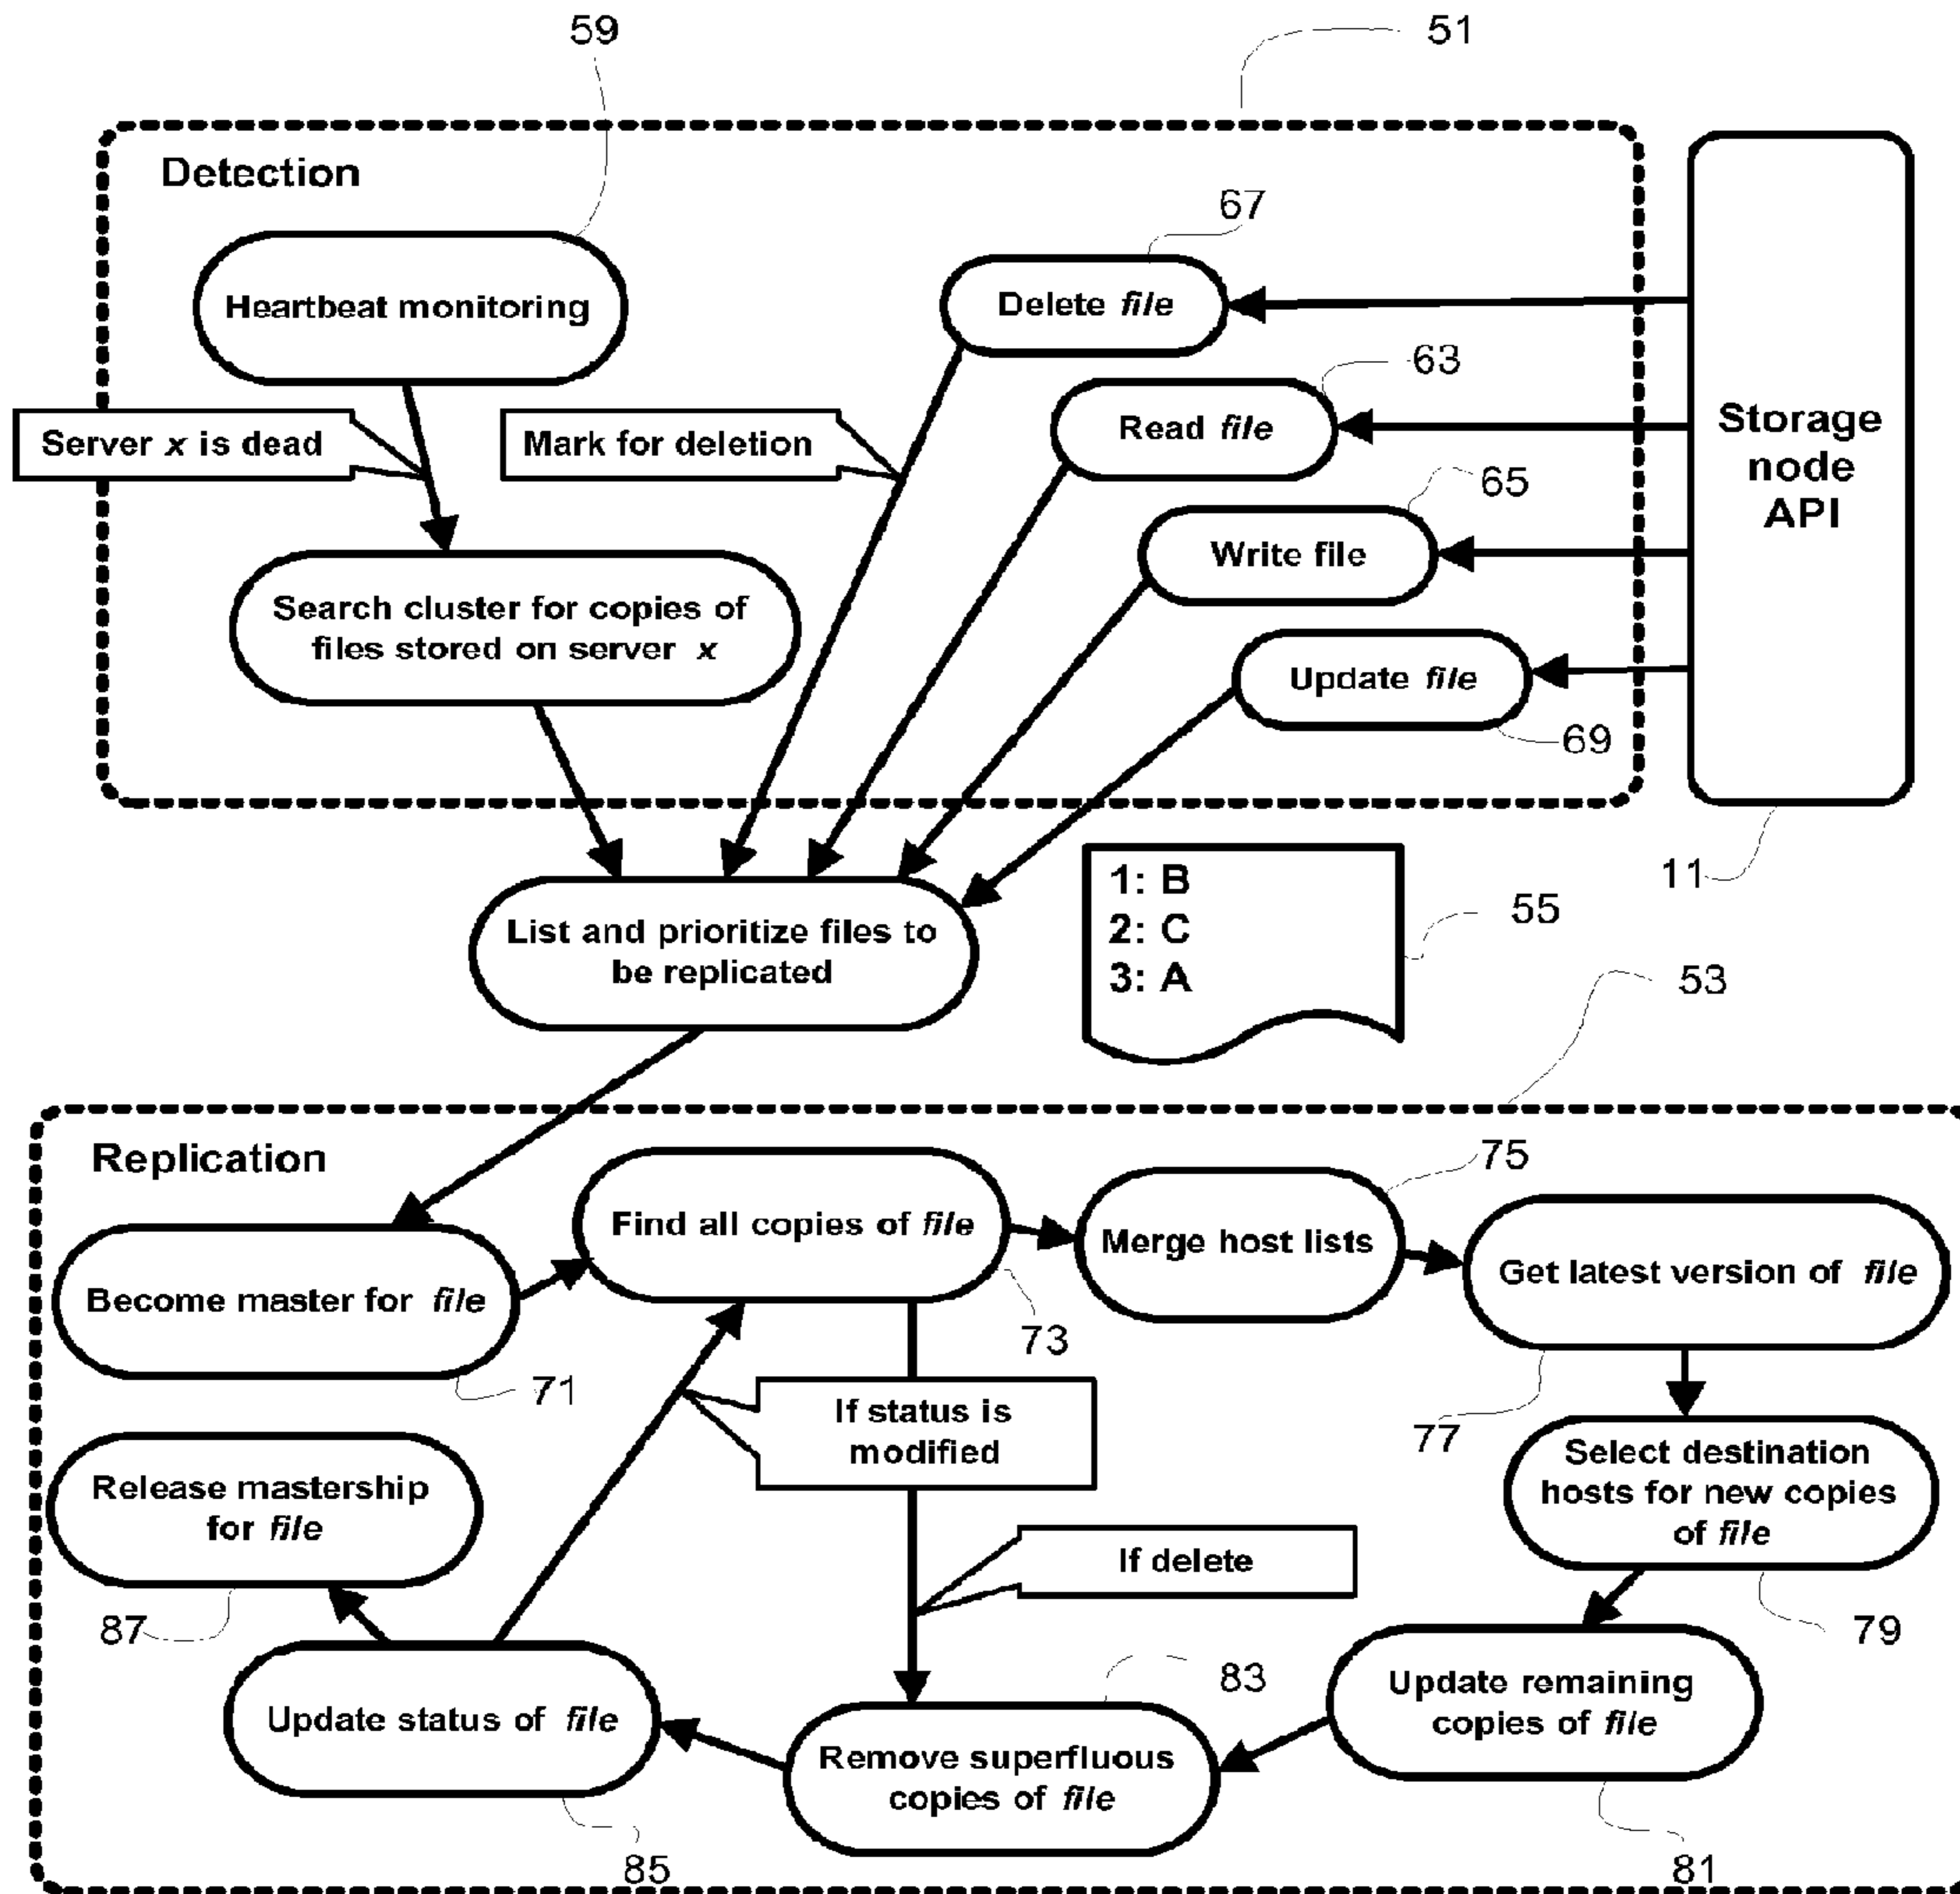 59
51
Detection
67
Heartbeat monitoring
Delete file
63
Read file
Server x is dead
Mark for deletion
Storage
node
API
65
Write file
Search cluster for copies of
files stored on server x
Update file
69
11
1: B
2: C
3: A
55
List and prioritize files to
be replicated
53
Replication
75
Find all copies of file
Merge host lists
Get latest version of file
Become master for file
73
71
77
If status is
modified
Select destination
hosts for new copies
of file
Release mastership
for file
If delete
87
79
83
Update remaining
copies of file
Update status of file
Remove superfluous
copies of file
85
81